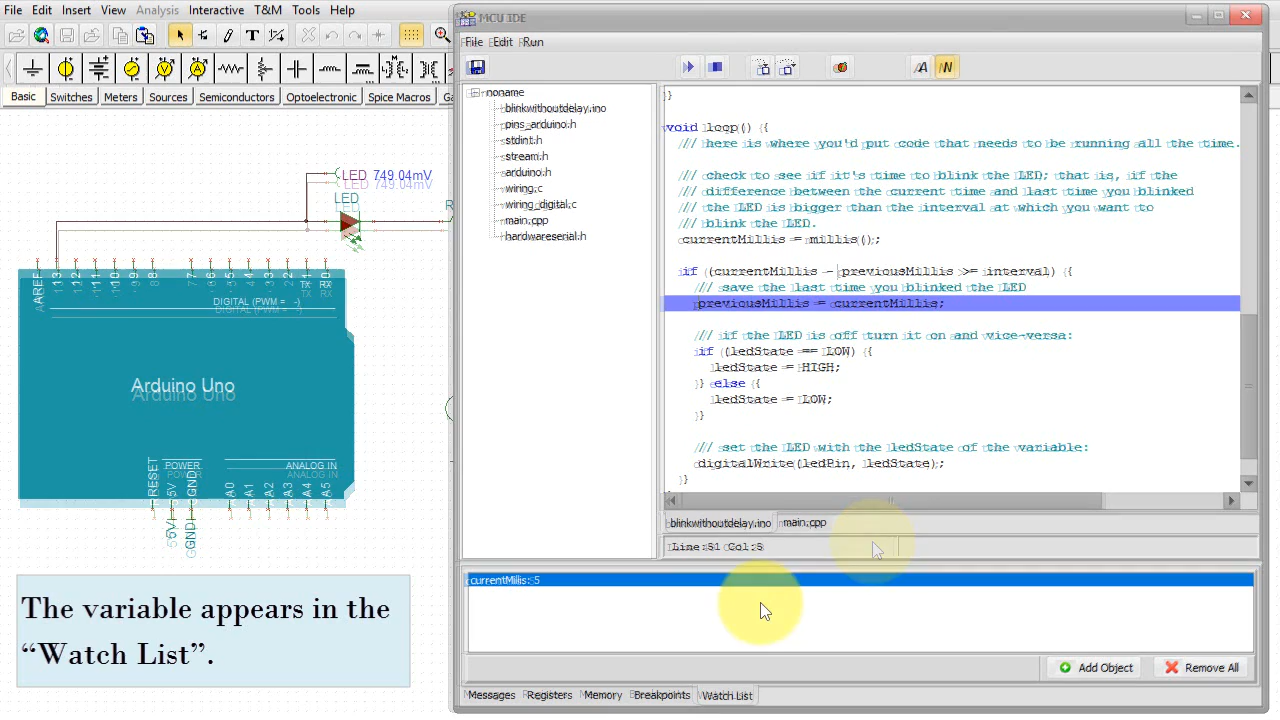 File Edit Insert View Analysis Interactive T&M Tools Help
Basic Switches Meters Sources Semiconductors Optoelectronic Spice Macros
LED 749.04mV
LED
AREF 13 12 11 10 9 8 7 6 5 4 3 2 1 0
TX RX
DIGITAL (PWM = ~)
Arduino Uno
RESET 5V GND
POWER
ANALOG IN
A0 A1 A2 A3 A4 A5
5V GND
The variable appears in the
“Watch List”.
MCU IDE
File Edit Run
noname
blinkwithoutdelay.ino
pins_arduino.h
stdint.h
stream.h
arduino.h
wiring.c
wiring_digital.c
main.cpp
hardwareserial.h
}
void loop() {
// here is where you'd put code that needs to be running all the time.
// check to see if it's time to blink the LED; that is, if the
// difference between the current time and last time you blinked
// the LED is bigger than the interval at which you want to
// blink the LED.
currentMillis = millis();
if (currentMillis - previousMillis >= interval) {
// save the last time you blinked the LED
previousMillis = currentMillis;
// if the LED is off turn it on and vice-versa:
if (ledState == LOW) {
ledState = HIGH;
} else {
ledState = LOW;
}
// set the LED with the ledState of the variable:
digitalWrite(ledPin, ledState);
}
blinkwithoutdelay.ino main.cpp
currentMillis: 5
Add Object Remove All
Messages Registers Memory Breakpoints Watch List